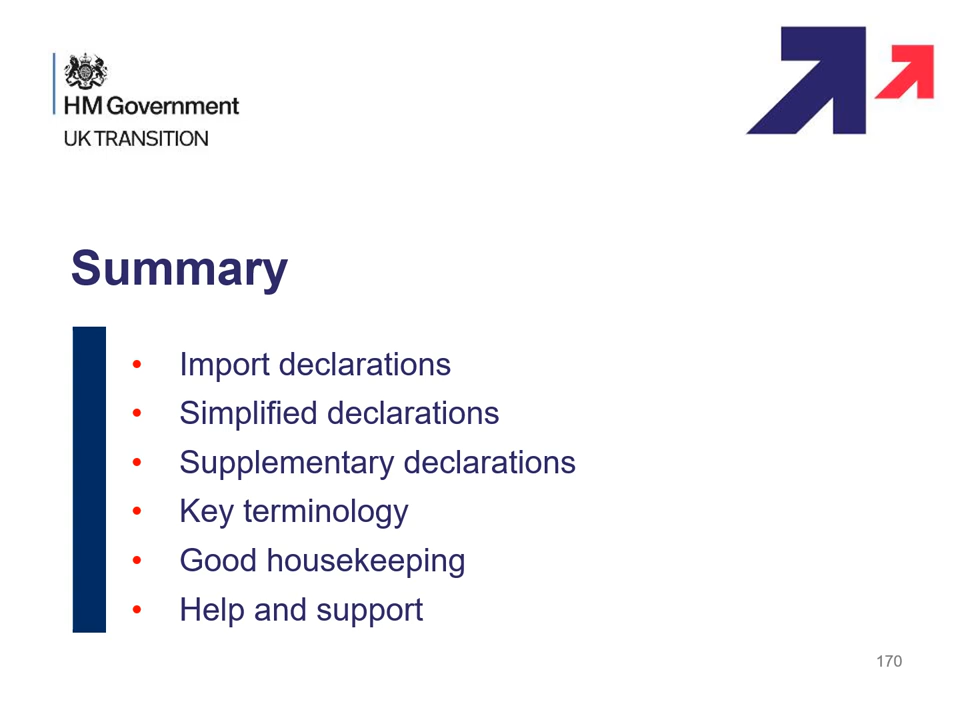 HM Government
UK TRANSITION
Summary
• Import declarations
• Simplified declarations
• Supplementary declarations
• Key terminology
• Good housekeeping
• Help and support
170